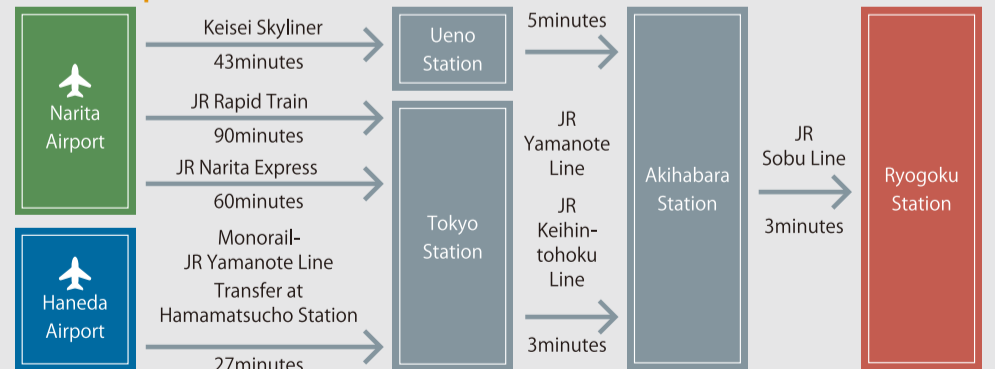 Narita
Airport
Keisei Skyliner
43minutes
JR Rapid Train
90minutes
JR Narita Express
60minutes
Haneda
Airport
Monorail-
JR Yamanote Line
Transfer at
Hamamatsucho Station
27minutes
Ueno
Station
Tokyo
Station
5minutes
JR
Yamanote
Line
JR
Keihin-
tohoku
Line
3minutes
Akihabara
Station
JR
Sobu Line
3minutes
Ryogoku
Station